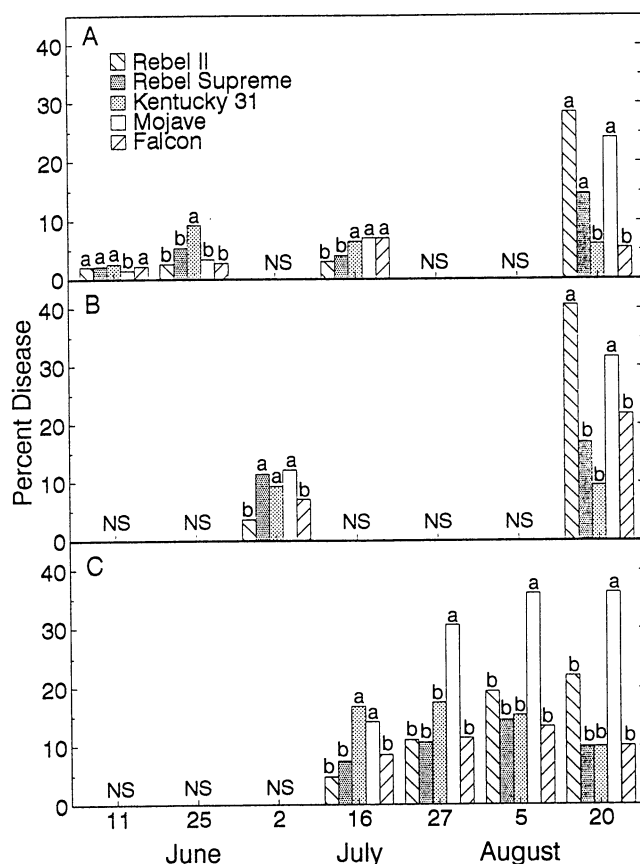 A
40
30
20
10
0
Rebel II
Rebel Supreme
Kentucky 31
Mojave
Falcon
a a a b a
b b a b b
NS
b b a a a
NS
NS
a a b a b
B
40
30
20
10
0
Percent Disease
NS
NS
b a a a b
NS
NS
NS
a b b a b
C
40
30
20
10
0
NS
NS
NS
b b a a b
b b b a b
b b b a b
b b b a b
11 25 2 16 27 5 20
June July August